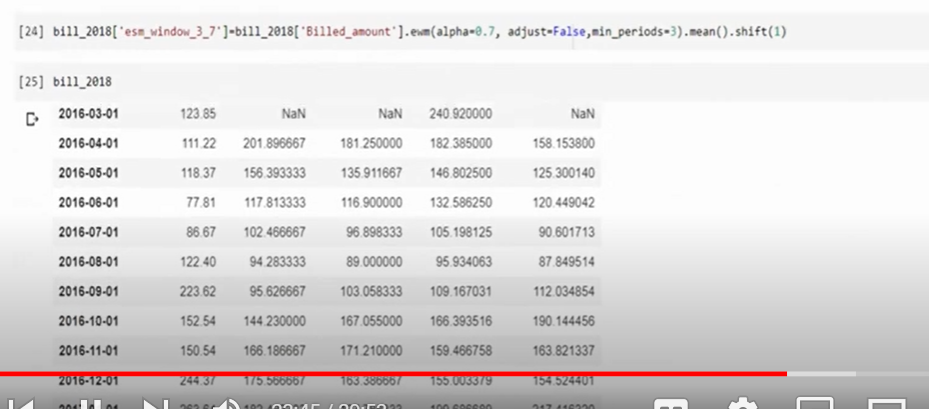 [24] bill_2018['esm_window_3_7']=bill_2018['Billed_amount'].ewm(alpha=0.7, adjust=False,min_periods=3).mean().shift(1)
[25] bill_2018
2016-03-01 123.85 NaN NaN 240.920000 NaN
2016-04-01 111.22 201.896667 181.250000 182.385000 158.153800
2016-05-01 118.37 156.393333 135.911667 146.802500 125.300140
2016-06-01 77.81 117.813333 116.900000 132.586250 120.449042
2016-07-01 86.67 102.466667 96.898333 105.198125 90.601713
2016-08-01 122.40 94.283333 89.000000 95.934063 87.849514
2016-09-01 223.62 95.626667 103.058333 109.167031 112.034854
2016-10-01 152.54 144.230000 167.055000 166.393516 190.144456
2016-11-01 150.54 166.186667 171.210000 159.466758 163.821337
2016-12-01 244.37 175.566667 163.386667 155.003379 154.524401